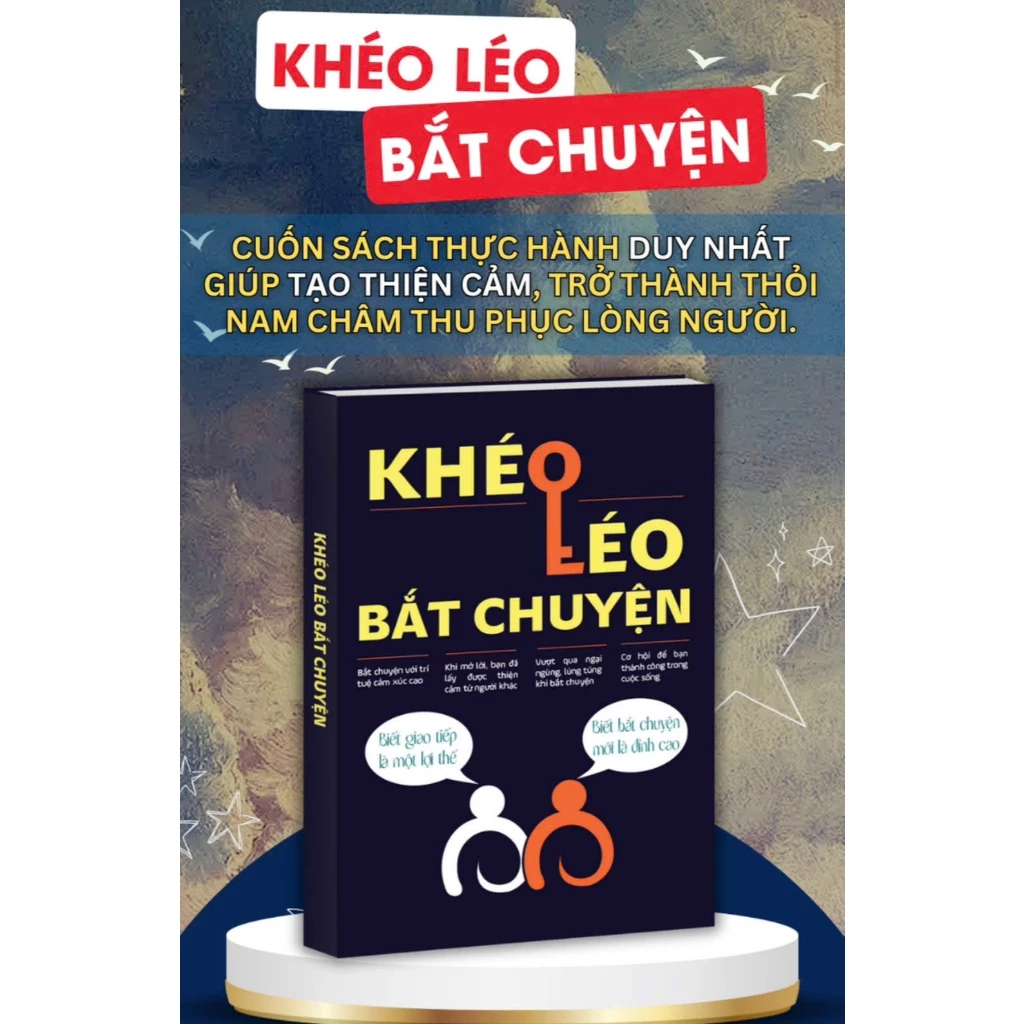 KHÉO LÉO
BẮT CHUYỆN
CUỐN SÁCH THỰC HÀNH DUY NHẤT
GIÚP TẠO THIỆN CẢM, TRỞ THÀNH THỎI
NAM CHÂM THU PHỤC LÒNG NGƯỜI.
KHÉO
LÉO
BẮT CHUYỆN
KHÉO LÉO BẮT CHUYỆN
Bắt chuyện với trí
tuệ cảm xúc cao
Khi mở lời, bạn đã
lấy được thiện
cảm từ người khác
Vượt qua ngại
ngùng, lúng túng
khi bắt chuyện
Cơ hội để bạn
thành công trong
cuộc sống
Biết giao tiếp
là một lợi thế
Biết bắt chuyện
mới là đỉnh cao